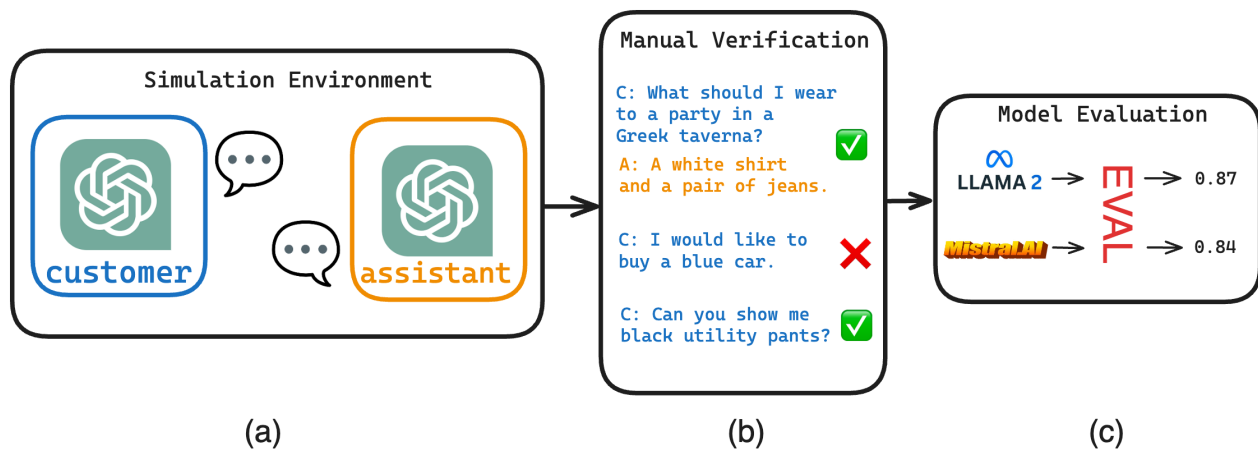 Simulation Environment
customer
assistant
Manual Verification
C: What should I wear
to a party in a
Greek taverna?
A: A white shirt
and a pair of jeans.
C: I would like to
buy a blue car.
C: Can you show me
black utility pants?
Model Evaluation
LLAMA 2
Mistral.AI
EVAL
0.87
0.84
(a)
(b)
(c)